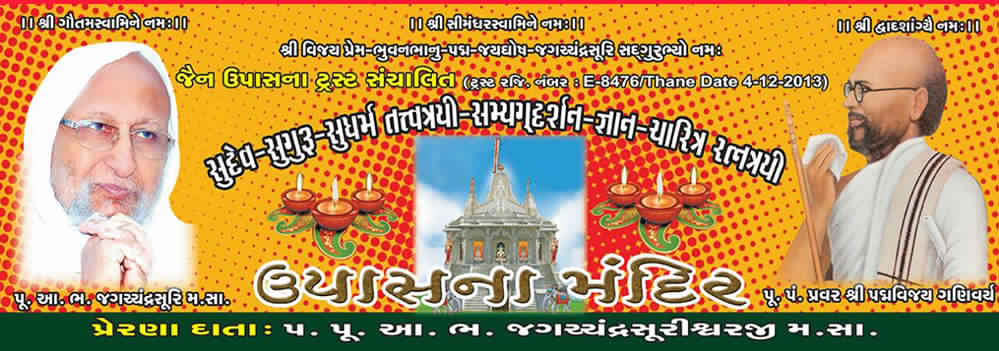 ।। શ્રી ગૌતમસ્વામિને નમઃ।।
।। શ્રી સીમંધરસ્વામિને નમઃ।।
।। શ્રી દ્વાદશાંગ્યૈ નમઃ।।
શ્રી વિજય પ્રેમ-ભુવનભાનુ-પદ્મ-જયઘોષ-જગચ્ચંદ્રસૂરિ સદ્ગુરુભ્યો નમઃ
જૈન ઉપાસના ટ્રસ્ટ સંચાલિત (ટ્રસ્ટ રજિ. નંબર : E-8476/Thane Date 4-12-2013)
સુદેવ-સુગુરૂ-સુધર્મ તત્ત્વત્રયી-સમ્યગ્દર્શન-જ્ઞાન-ચારિત્ર રત્નત્રયી
ઉપાસના મંદિર
પૂ. આ. ભ. જગચ્ચંદ્રસૂરિ મ.સા.
પૂ. પં. પ્રવર શ્રી પદ્મવિજય ગણિવર્ય
પ્રેરણા દાતા: પ. પૂ. આ. ભ. જગચ્ચંદ્રસૂરીશ્વરજી મ.સા.